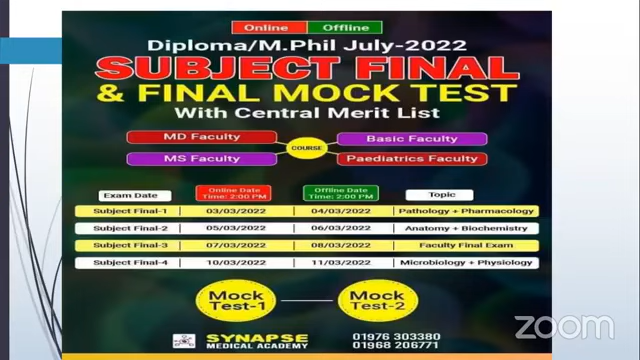 Online Offline
Diploma/M.Phil July-2022
SUBJECT FINAL
& FINAL MOCK TEST
With Central Merit List
MD Faculty
Basic Faculty
COURSE
MS Faculty
Paediatrics Faculty
Exam Date Online Date Time: 2:00 PM Offline Date Time: 2:00 PM Topic
Subject Final-1 | 03/03/2022 | 04/03/2022 | Pathology + Pharmacology
Subject Final-2 | 05/03/2022 | 06/03/2022 | Anatomy + Biochemistry
Subject Final-3 | 07/03/2022 | 08/03/2022 | Faculty Final Exam
Subject Final-4 | 10/03/2022 | 11/03/2022 | Microbiology + Physiology
Mock Test-1
Mock Test-2
SYNAPSE
MEDICAL ACADEMY
01976 303380
01968 206771
zoom